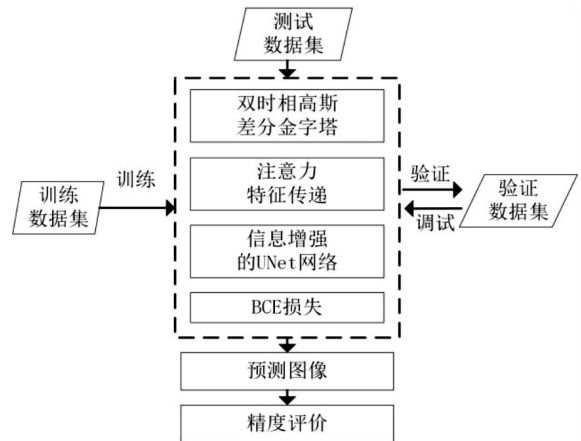 测试
数据集
双时相高斯
差分金字塔
训练
训练
数据集
注意力
特征传递
验证
调试
验证
数据集
信息增强
的UNet网络
BCE损失
预测图像
精度评价